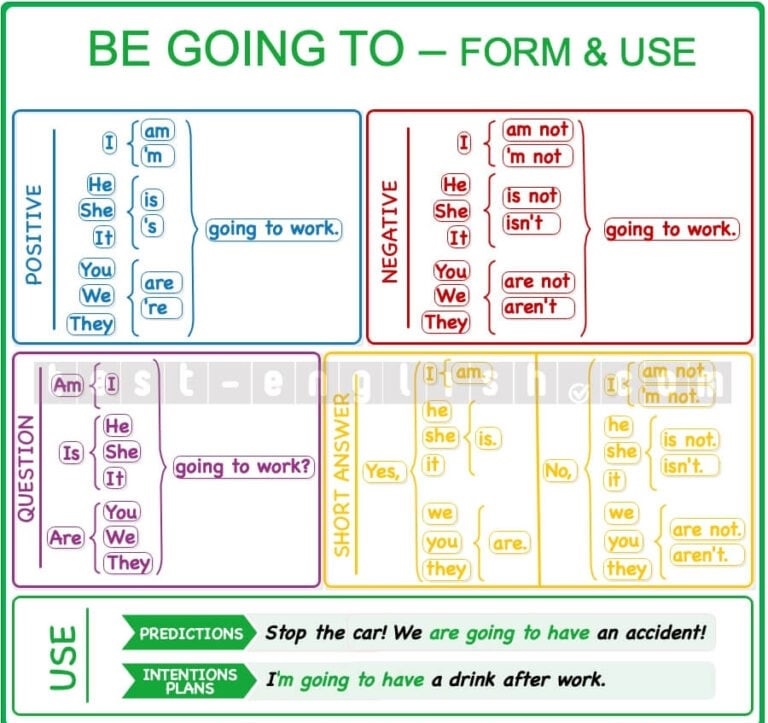 BE GOING TO – FORM & USE
POSITIVE
I
am
'm
He
She
It
is
's
You
We
They
are
're
going to work.
NEGATIVE
I
am not
'm not
He
She
It
is not
isn't
You
We
They
are not
aren't
going to work.
QUESTION
Am
I
Is
He
She
It
Are
You
We
They
going to work?
SHORT ANSWER
Yes,
I
am.
he
she
it
is.
we
you
they
are.
No,
I
am not.
'm not.
he
she
it
is not.
isn't.
we
you
they
are not.
aren't.
test-english.com
USE
PREDICTIONS
Stop the car! We are going to have an accident!
INTENTIONS
PLANS
I'm going to have a drink after work.